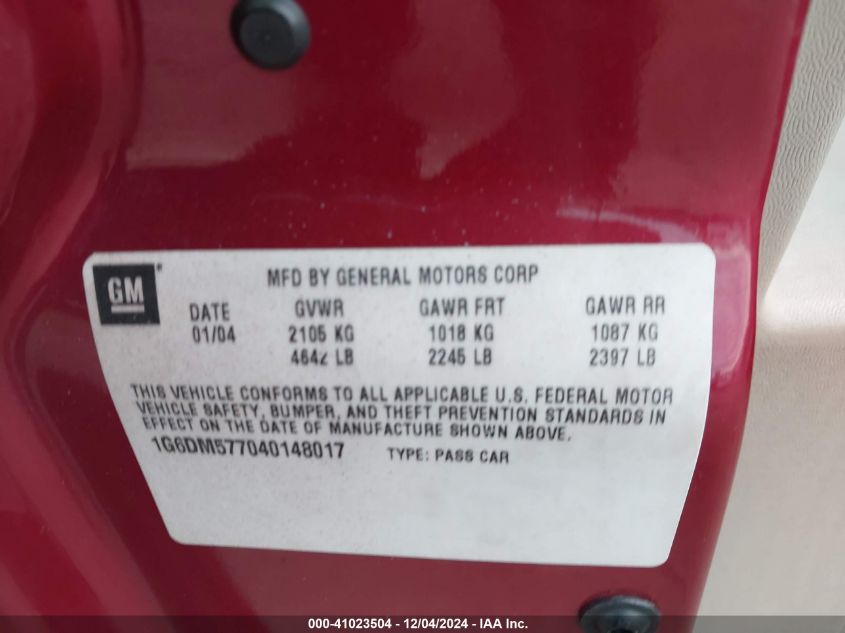 GM
MFD BY GENERAL MOTORS CORP
DATE GVWR GAWR FRT GAWR RR
01/04 2105 KG 1018 KG 1087 KG
4642 LB 2245 LB 2397 LB
THIS VEHICLE CONFORMS TO ALL APPLICABLE U.S. FEDERAL MOTOR
VEHICLE SAFETY, BUMPER, AND THEFT PREVENTION STANDARDS IN
EFFECT ON THE DATE OF MANUFACTURE SHOWN ABOVE.
1G6DM577040148017 TYPE: PASS CAR
000-41023504 - 12/04/2024 - IAA Inc.